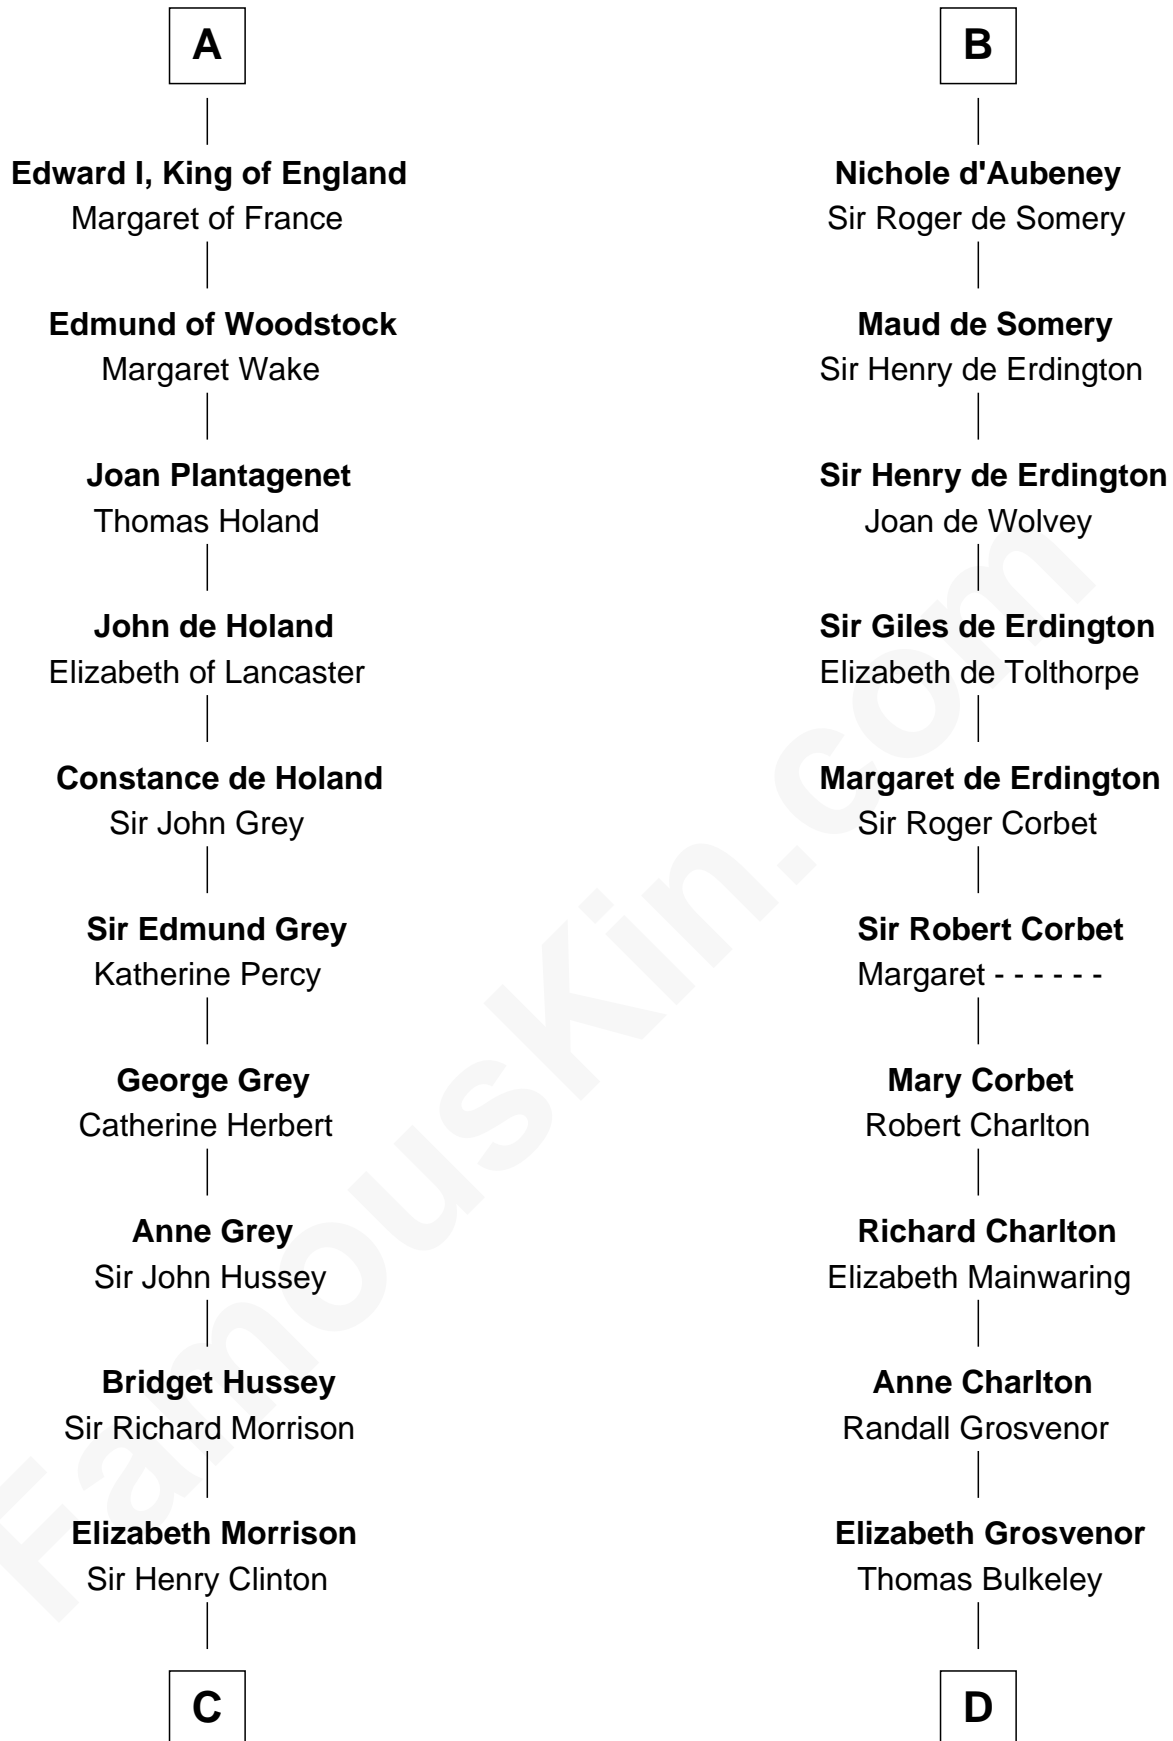 A
Edward I, King of England
Margaret of France
Edmund of Woodstock
Margaret Wake
Joan Plantagenet
Thomas Holand
John de Holand
Elizabeth of Lancaster
Constance de Holand
Sir John Grey
Sir Edmund Grey
Katherine Percy
George Grey
Catherine Herbert
Anne Grey
Sir John Hussey
Bridget Hussey
Sir Richard Morrison
Elizabeth Morrison
Sir Henry Clinton
C
B
Nichole d'Aubeney
Sir Roger de Somery
Maud de Somery
Sir Henry de Erdington
Sir Henry de Erdington
Joan de Wolvey
Sir Giles de Erdington
Elizabeth de Tolthorpe
Margaret de Erdington
Sir Roger Corbet
Sir Robert Corbet
Margaret - - - - - -
Mary Corbet
Robert Charlton
Richard Charlton
Elizabeth Mainwaring
Anne Charlton
Randall Grosvenor
Elizabeth Grosvenor
Thomas Bulkeley
D
FamousKin.com